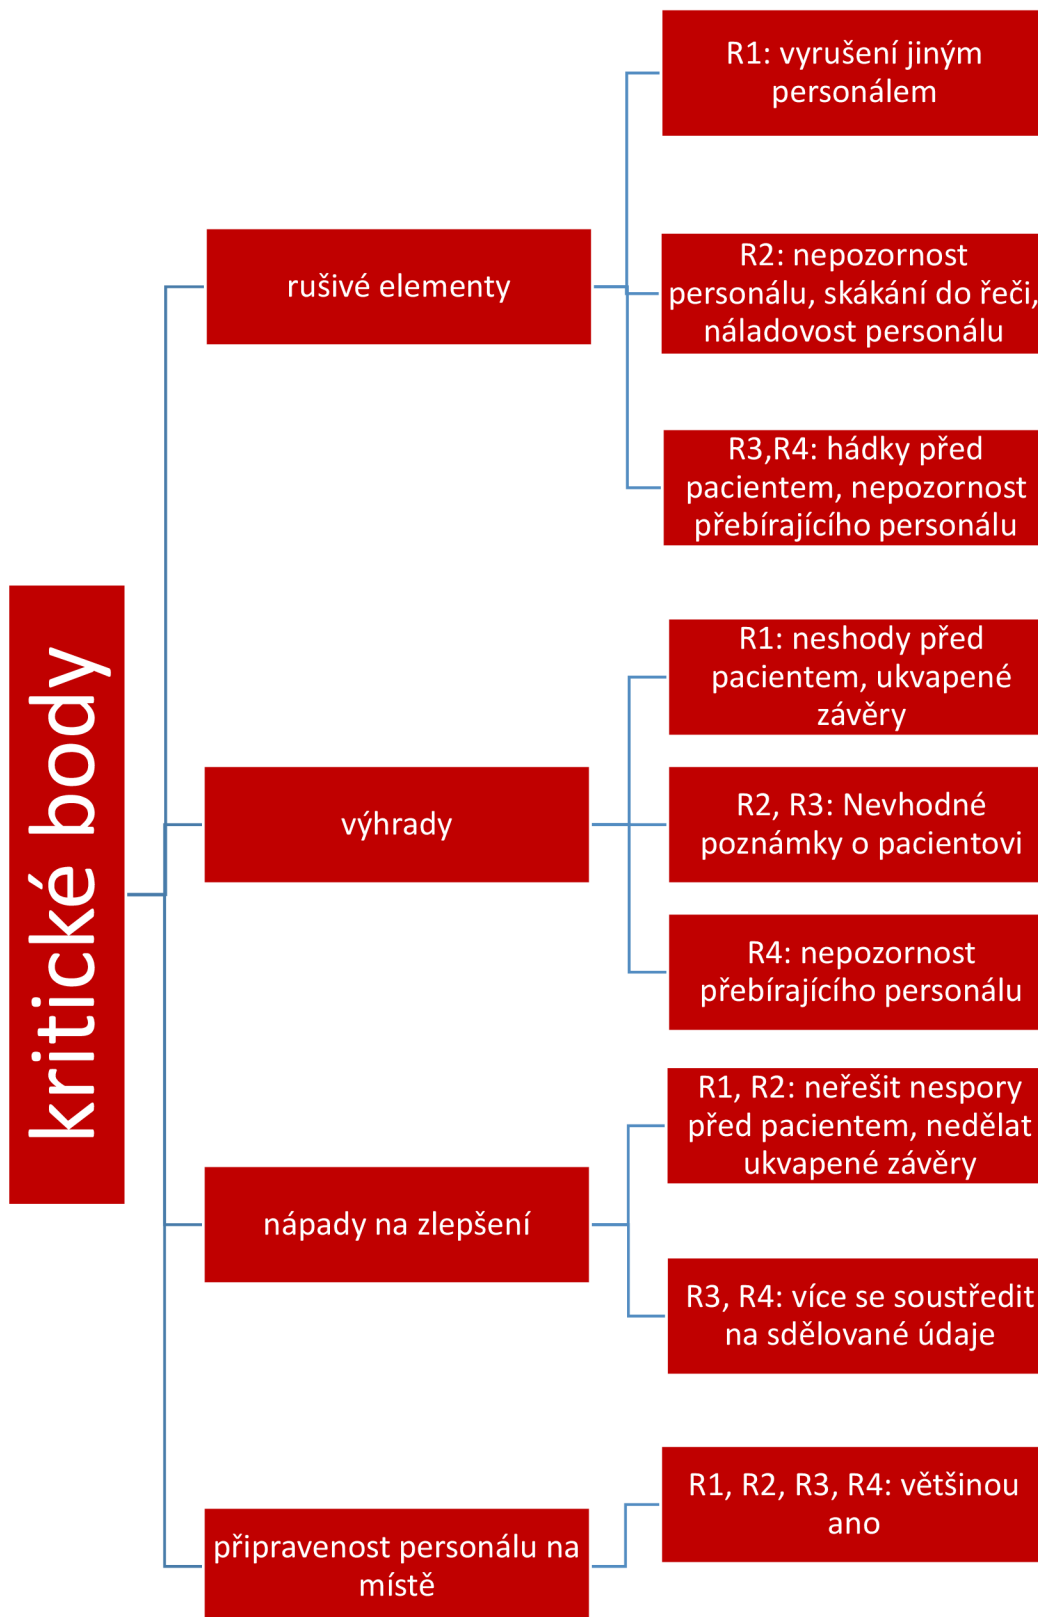 kritické body
rušivé elementy
R1: vyrušení jiným
personálem
R2: nepozornost
personálu, skákání do řeči,
náladovost personálu
R3,R4: hádky před
pacientem, nepozornost
přebírajícího personálu
výhrady
R1: neshody před
pacientem, ukvapené
závěry
R2, R3: Nevhodné
poznámky o pacientovi
R4: nepozornost
přebírajícího personálu
nápady na zlepšení
R1, R2: neřešit nespory
před pacientem, nedělat
ukvapené závěry
R3, R4: více se soustředit
na sdělované údaje
připravenost personálu na
místě
R1, R2, R3, R4: většinou
ano